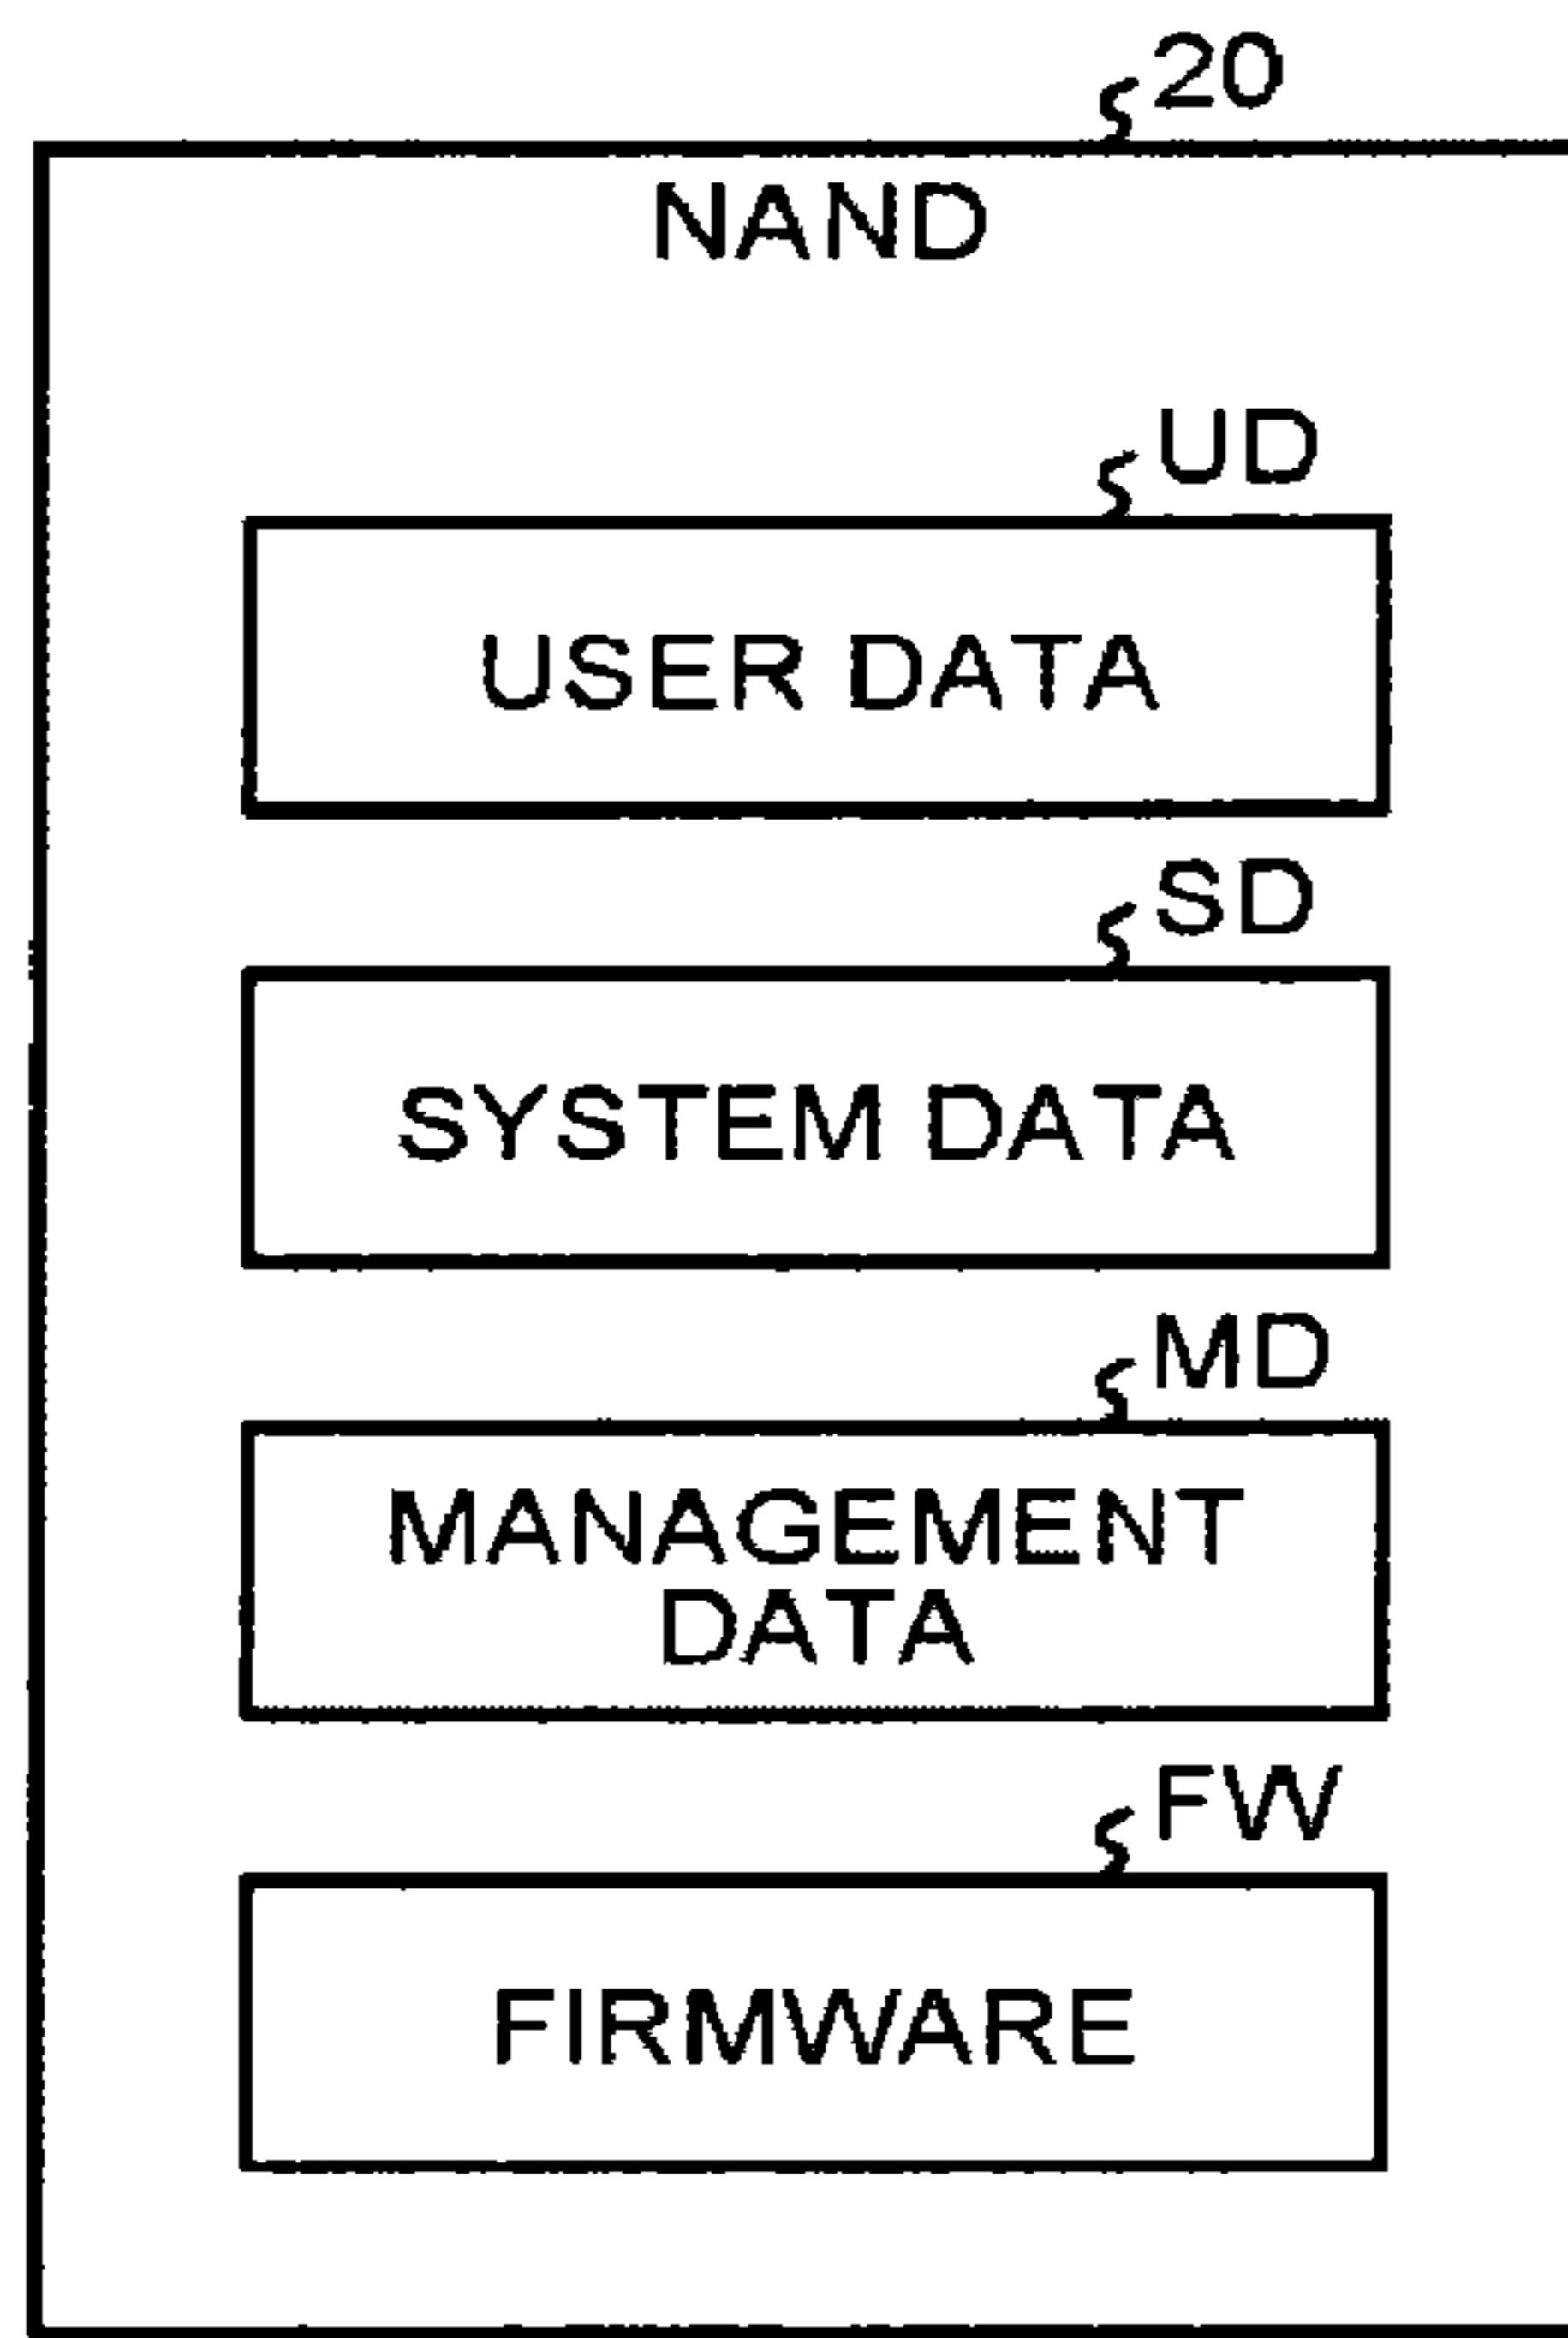 20
NAND
UD
USER DATA
SD
SYSTEM DATA
MD
MANAGEMENT
DATA
FW
FIRMWARE